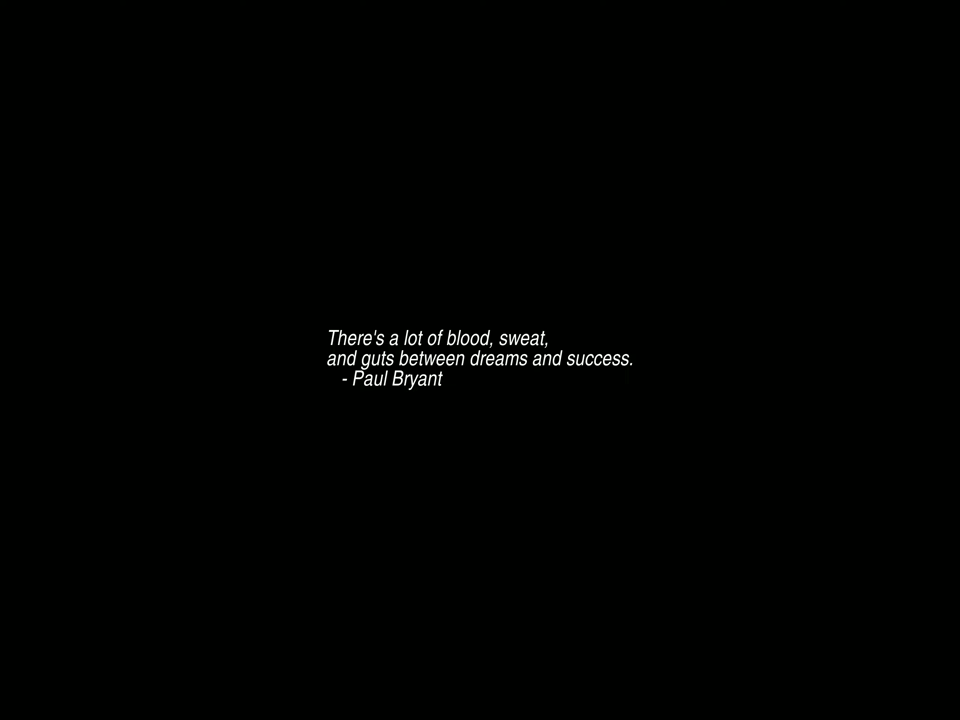 There's a lot of blood, sweat,
and guts between dreams and success.
- Paul Bryant